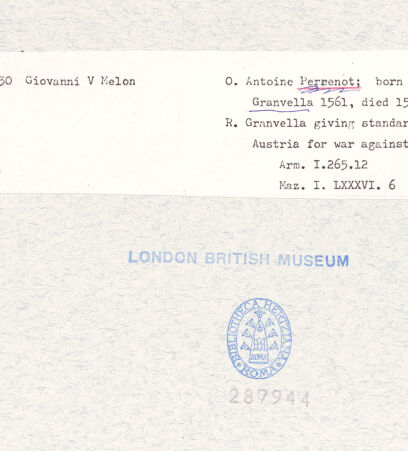 30 Giovanni V Melon
O. Antoine Perrenot; born
Granvella 1561, died 15
R. Granvella giving standar
Austria for war against
Arm. I.265.12
Maz. I. LXXXVI. 6
LONDON BRITISH MUSEUM
BIBLIOTHECA HERTZIANA
ROMA
ROMA
287944